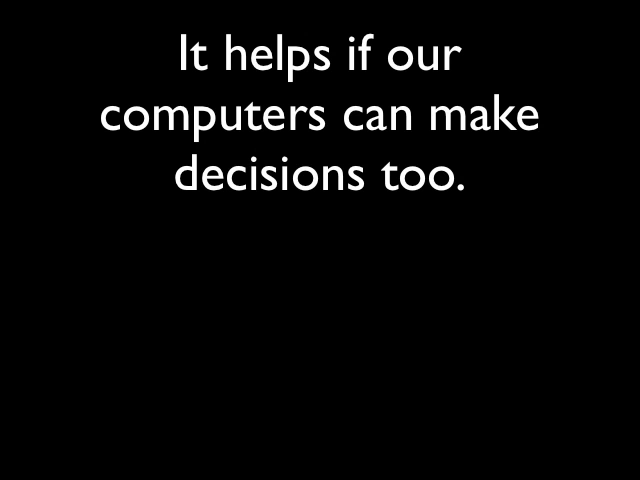 It helps if our
computers can make
decisions too.